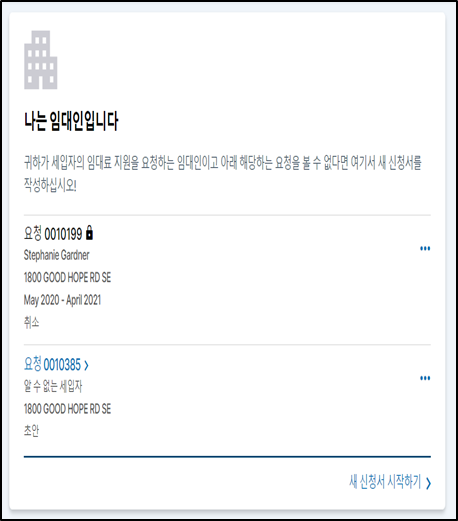 나는 임대인입니다
귀하가 세입자의 임대료 지원을 요청하는 임대인이고 아래 해당하는 요청을 볼 수 없다면 여기서 새 신청서를
작성하십시오!
요청 0010199
Stephanie Gardner
1800 GOOD HOPE RD SE
May 2020 - April 2021
취소
요청 0010385 >
알 수 없는 세입자
1800 GOOD HOPE RD SE
초안
새 신청서 시작하기 >